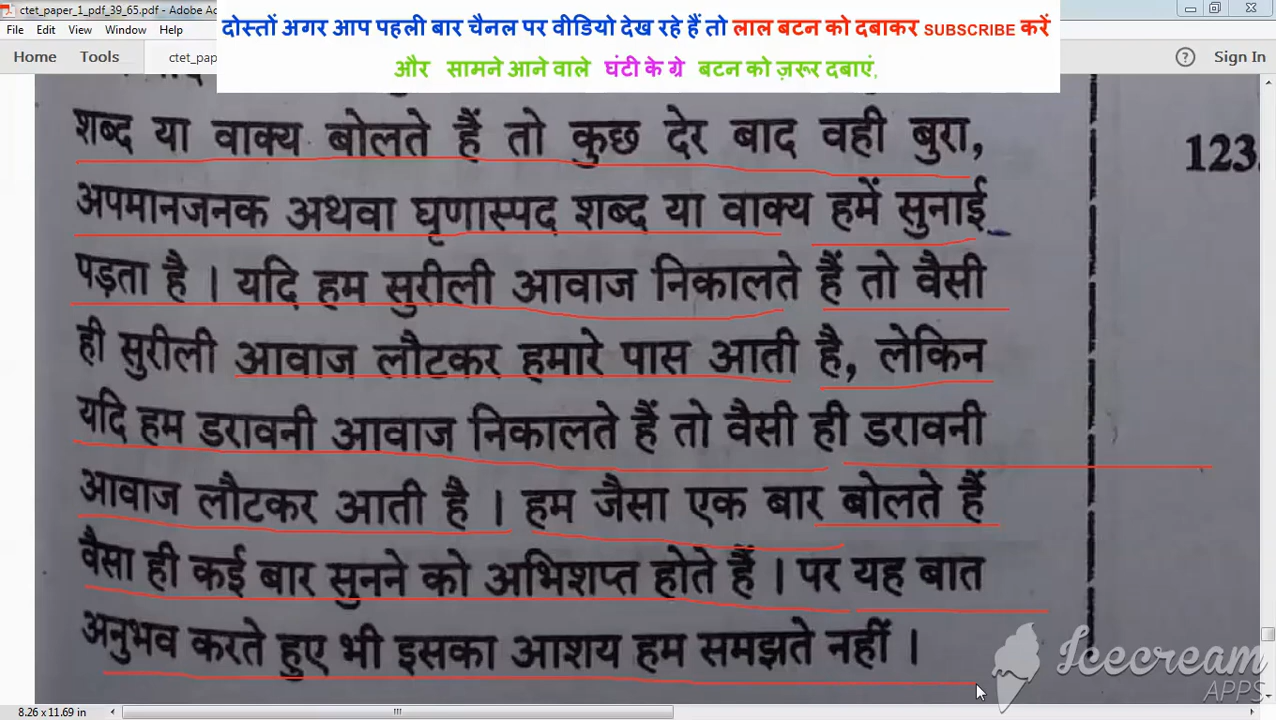 ctet_paper_1_pdf_39_65.pdf - Adobe Ac
दोस्तों अगर आप पहली बार चैनल पर वीडियो देख रहे हैं तो लाल बटन को दबाकर SUBSCRIBE करें
File Edit View Window Help
और सामने आने वाले घंटी के ग्रे बटन को ज़रूर दबाएं,
Home Tools ctet_pap Sign In
शब्द या वाक्य बोलते हैं तो कुछ देर बाद वही बुरा,
123.
अपमानजनक अथवा घृणास्पद शब्द या वाक्य हमें सुनाई
पड़ता है । यदि हम सुरीली आवाज निकालते हैं तो वैसी
ही सुरीली आवाज लौटकर हमारे पास आती है, लेकिन
यदि हम डरावनी आवाज निकालते हैं तो वैसी ही डरावनी
आवाज लौटकर आती है । हम जैसा एक बार बोलते हैं
वैसा ही कई बार सुनने को अभिशप्त होते हैं । पर यह बात
अनुभव करते हुए भी इसका आशय हम समझते नहीं ।
Icecream
APPS
8.26 x 11.69 in